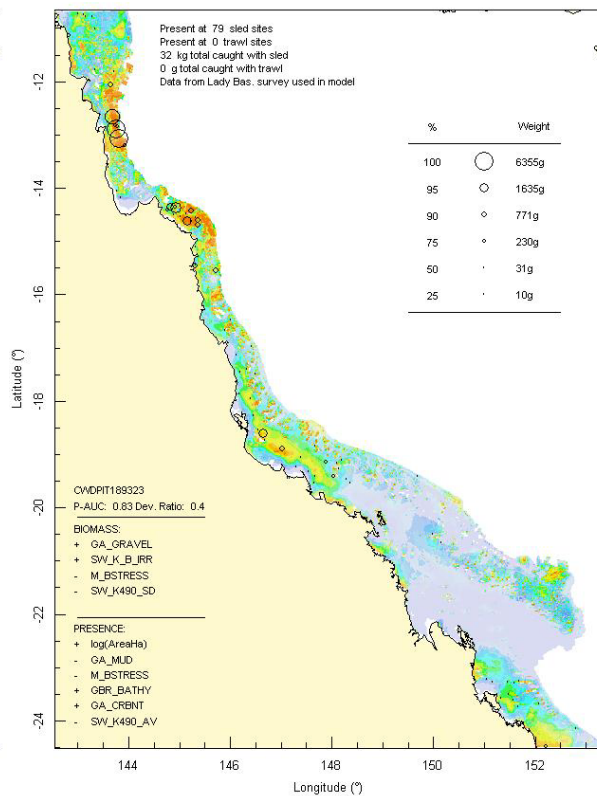 Present at 79 sled sites
Present at 0 trawl sites
32 kg total caught with sled
0 g total caught with trawl
Data from Lady Bas. survey used in model
% Weight
100 6355g
95 1635g
90 771g
75 230g
50 31g
25 10g
-12
-14
-16
-18
-20
-22
-24
Latitude (°)
CWDPIT189323
P-AUC: 0.83 Dev. Ratio: 0.4
BIOMASS:
+ GA_GRAVEL
+ SW_K_B_IRR
- M_BSTRESS
- SW_K490_SD
PRESENCE:
+ log(AreaHa)
- GA_MUD
- M_BSTRESS
+ GBR_BATHY
+ GA_CRBNT
- SW_K490_AV
144 146 148 150 152
Longitude (°)